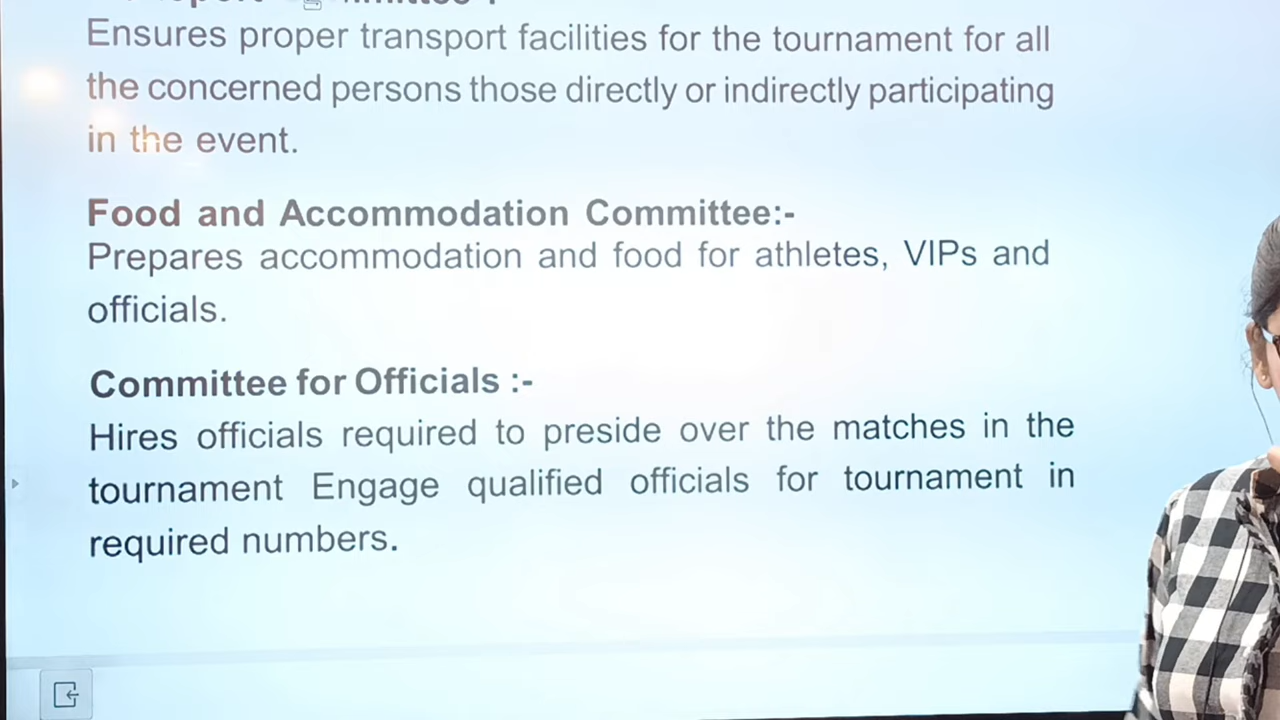 Ensures proper transport facilities for the tournament for all
the concerned persons those directly or indirectly participating
in the event.
Food and Accommodation Committee:-
Prepares accommodation and food for athletes, VIPs and
officials.
Committee for Officials :-
Hires officials required to preside over the matches in the
tournament Engage qualified officials for tournament in
required numbers.